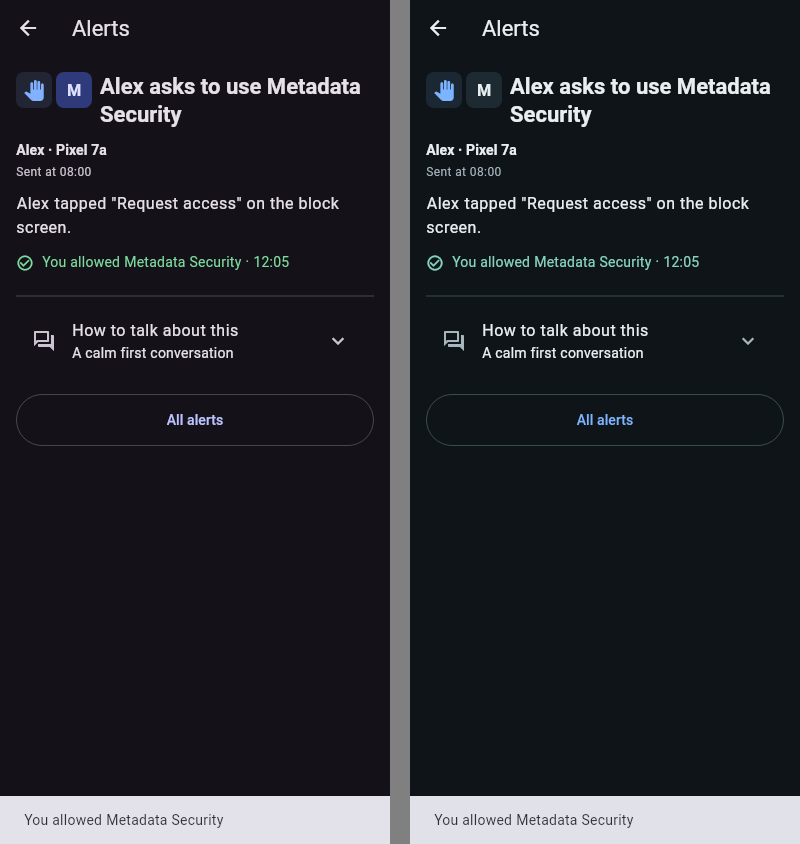 Alerts
M
Alex asks to use Metadata
Security
Alex · Pixel 7a
Sent at 08:00
Alex tapped "Request access" on the block
screen.
You allowed Metadata Security · 12:05
How to talk about this
A calm first conversation
All alerts
You allowed Metadata Security
Alerts
M
Alex asks to use Metadata
Security
Alex · Pixel 7a
Sent at 08:00
Alex tapped "Request access" on the block
screen.
You allowed Metadata Security · 12:05
How to talk about this
A calm first conversation
All alerts
You allowed Metadata Security